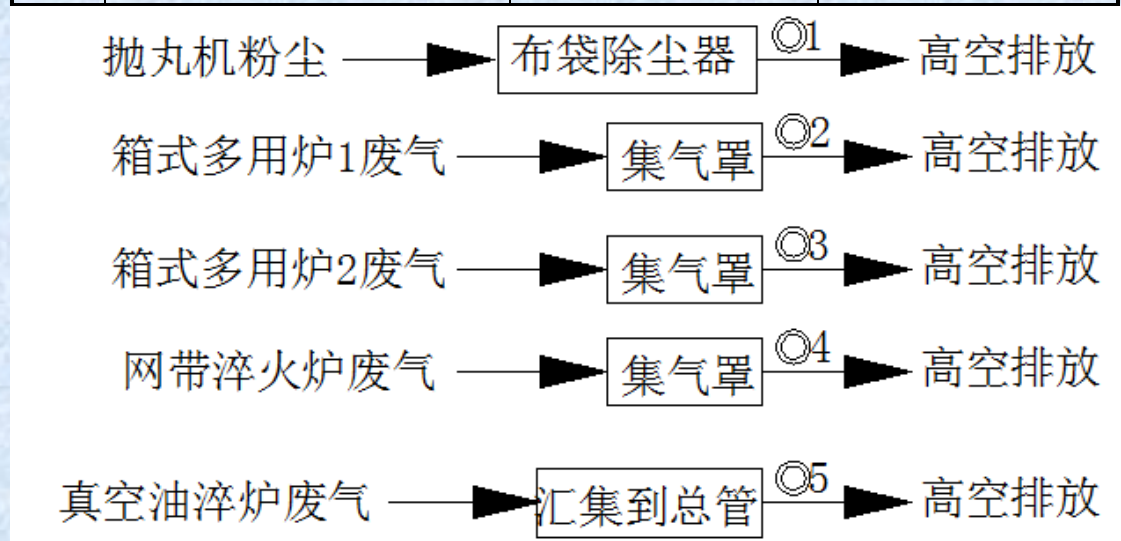 抛丸机粉尘 布袋除尘器 ◎1 高空排放
箱式多用炉1废气 集气罩 ◎2 高空排放
箱式多用炉2废气 集气罩 ◎3 高空排放
网带淬火炉废气 集气罩 ◎4 高空排放
真空油淬炉废气 汇集到总管 ◎5 高空排放